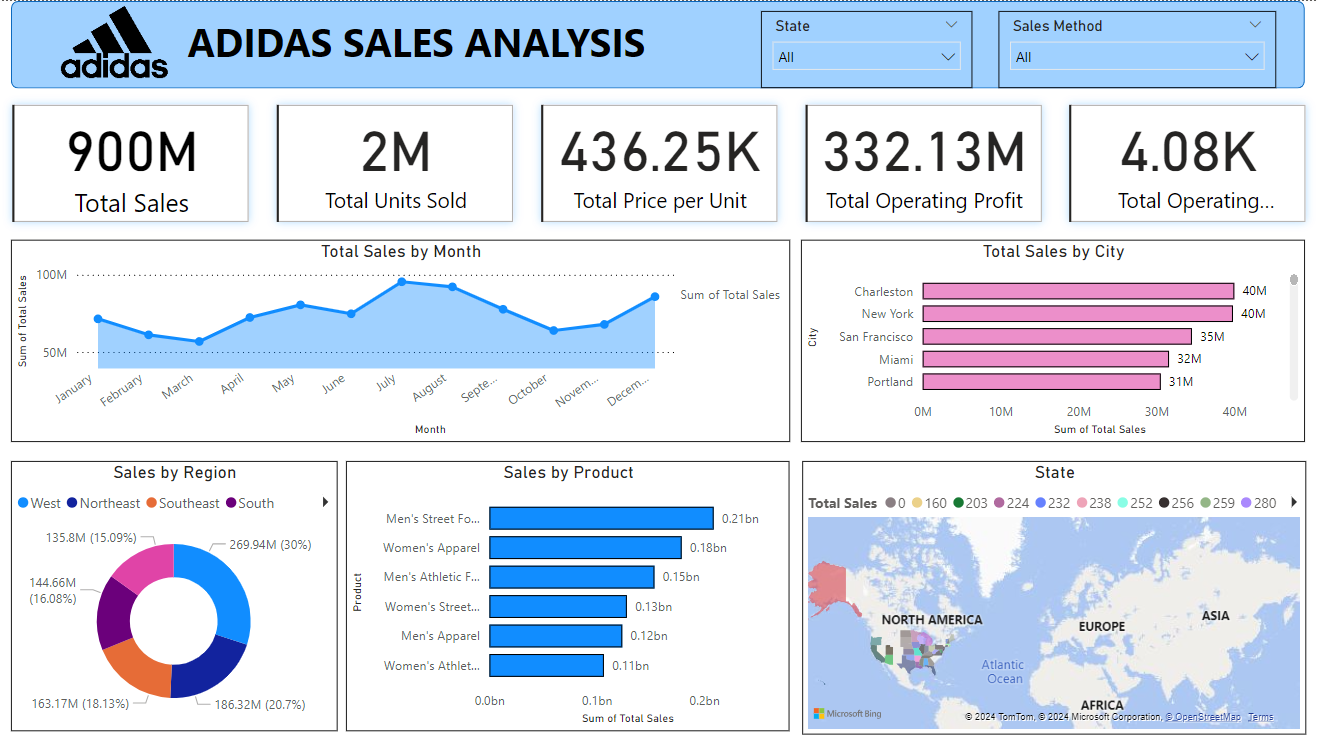 adidas
ADIDAS SALES ANALYSIS
State
All
Sales Method
All
900M
Total Sales
2M
Total Units Sold
436.25K
Total Price per Unit
332.13M
Total Operating Profit
4.08K
Total Operating...
Total Sales by Month
Sum of Total Sales
100M
50M
Sum of Total Sales
January
February
March
April
May
June
July
August
Septe...
October
Novem...
Decem...
Month
Total Sales by City
City
Charleston 40M
New York 40M
San Francisco 35M
Miami 32M
Portland 31M
0M 10M 20M 30M 40M
Sum of Total Sales
Sales by Region
West Northeast Southeast South
135.8M (15.09%)
269.94M (30%)
144.66M
(16.08%)
163.17M (18.13%)
186.32M (20.7%)
Sales by Product
Product
Men's Street Fo... 0.21bn
Women's Apparel 0.18bn
Men's Athletic F... 0.15bn
Women's Street... 0.13bn
Men's Apparel 0.12bn
Women's Athlet... 0.11bn
0.0bn 0.1bn 0.2bn
Sum of Total Sales
State
Total Sales 0 160 203 224 232 238 252 256 259 280
NORTH AMERICA
EUROPE
ASIA
Atlantic
Ocean
AFRICA
Microsoft Bing
© 2024 TomTom, © 2024 Microsoft Corporation, © OpenStreetMap Terms